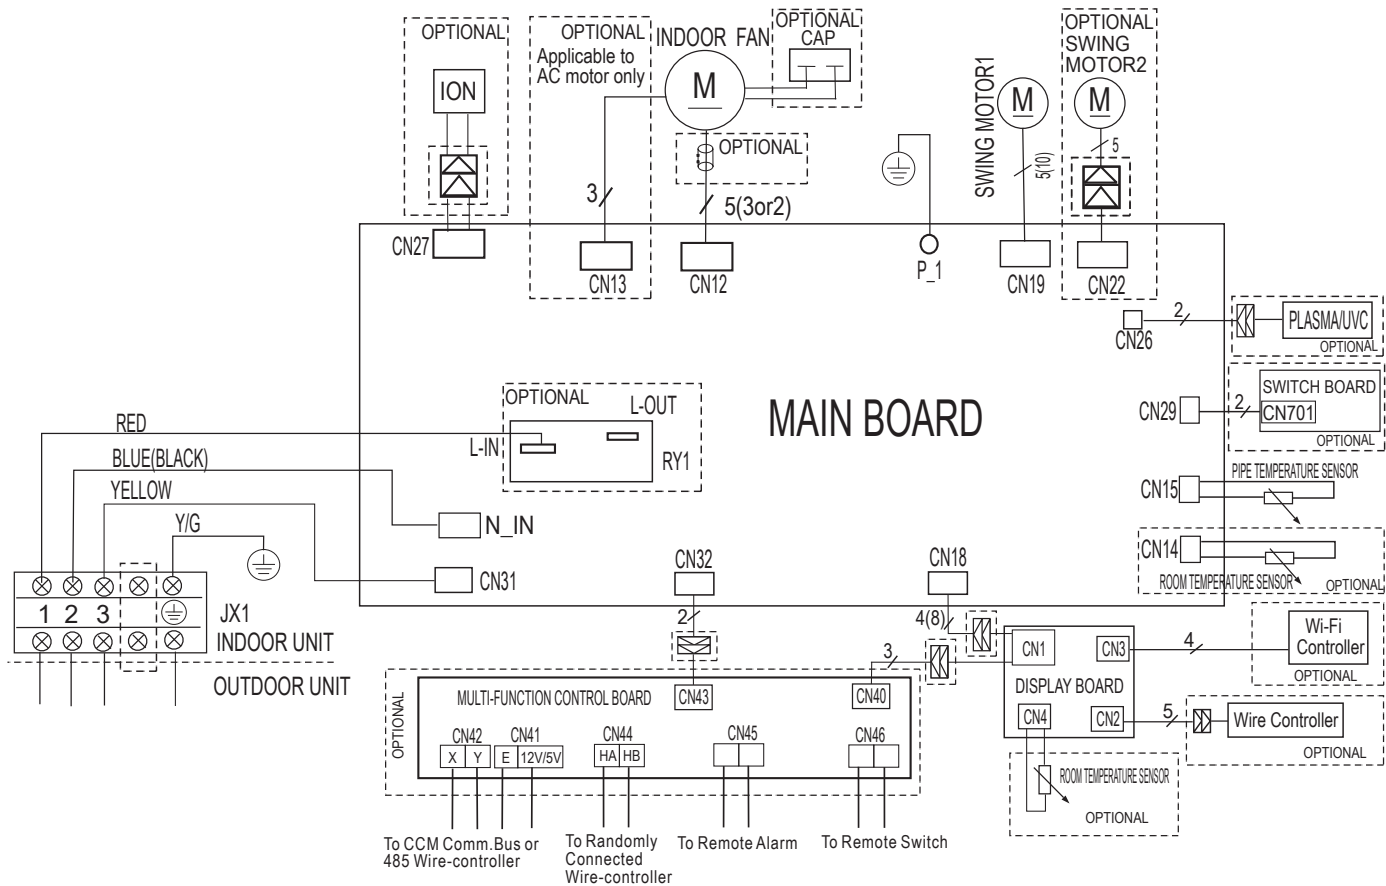 OPTIONAL
ION
CN27
OPTIONAL
Applicable to
AC motor only
3
CN13
INDOOR FAN
M
OPTIONAL
CAP
OPTIONAL
5(3or2)
CN12
P_1
SWING MOTOR1
M
5(10)
CN19
OPTIONAL
SWING
MOTOR2
M
5
CN22
CN26
2
PLASMA/UVC
OPTIONAL
CN29
2
SWITCH BOARD
CN701
OPTIONAL
CN15
PIPE TEMPERATURE SENSOR
CN14
ROOM TEMPERATURE SENSOR
OPTIONAL
MAIN BOARD
OPTIONAL
L-OUT
L-IN
RY1
RED
BLUE(BLACK)
YELLOW
Y/G
N_IN
CN31
1 2 3
JX1
INDOOR UNIT
OUTDOOR UNIT
CN32
2
CN18
4(8)
3
OPTIONAL
MULTI-FUNCTION CONTROL BOARD
CN43
CN40
CN42
X Y
CN41
E 12V/5V
CN44
HA HB
CN45
CN46
To CCM Comm.Bus or
485 Wire-controller
To Randomly
Connected
Wire-controller
To Remote Alarm
To Remote Switch
CN1
CN3
DISPLAY BOARD
CN4
CN2
4
Wi-Fi
Controller
OPTIONAL
5
Wire Controller
OPTIONAL
ROOM TEMPERATURE SENSOR
OPTIONAL